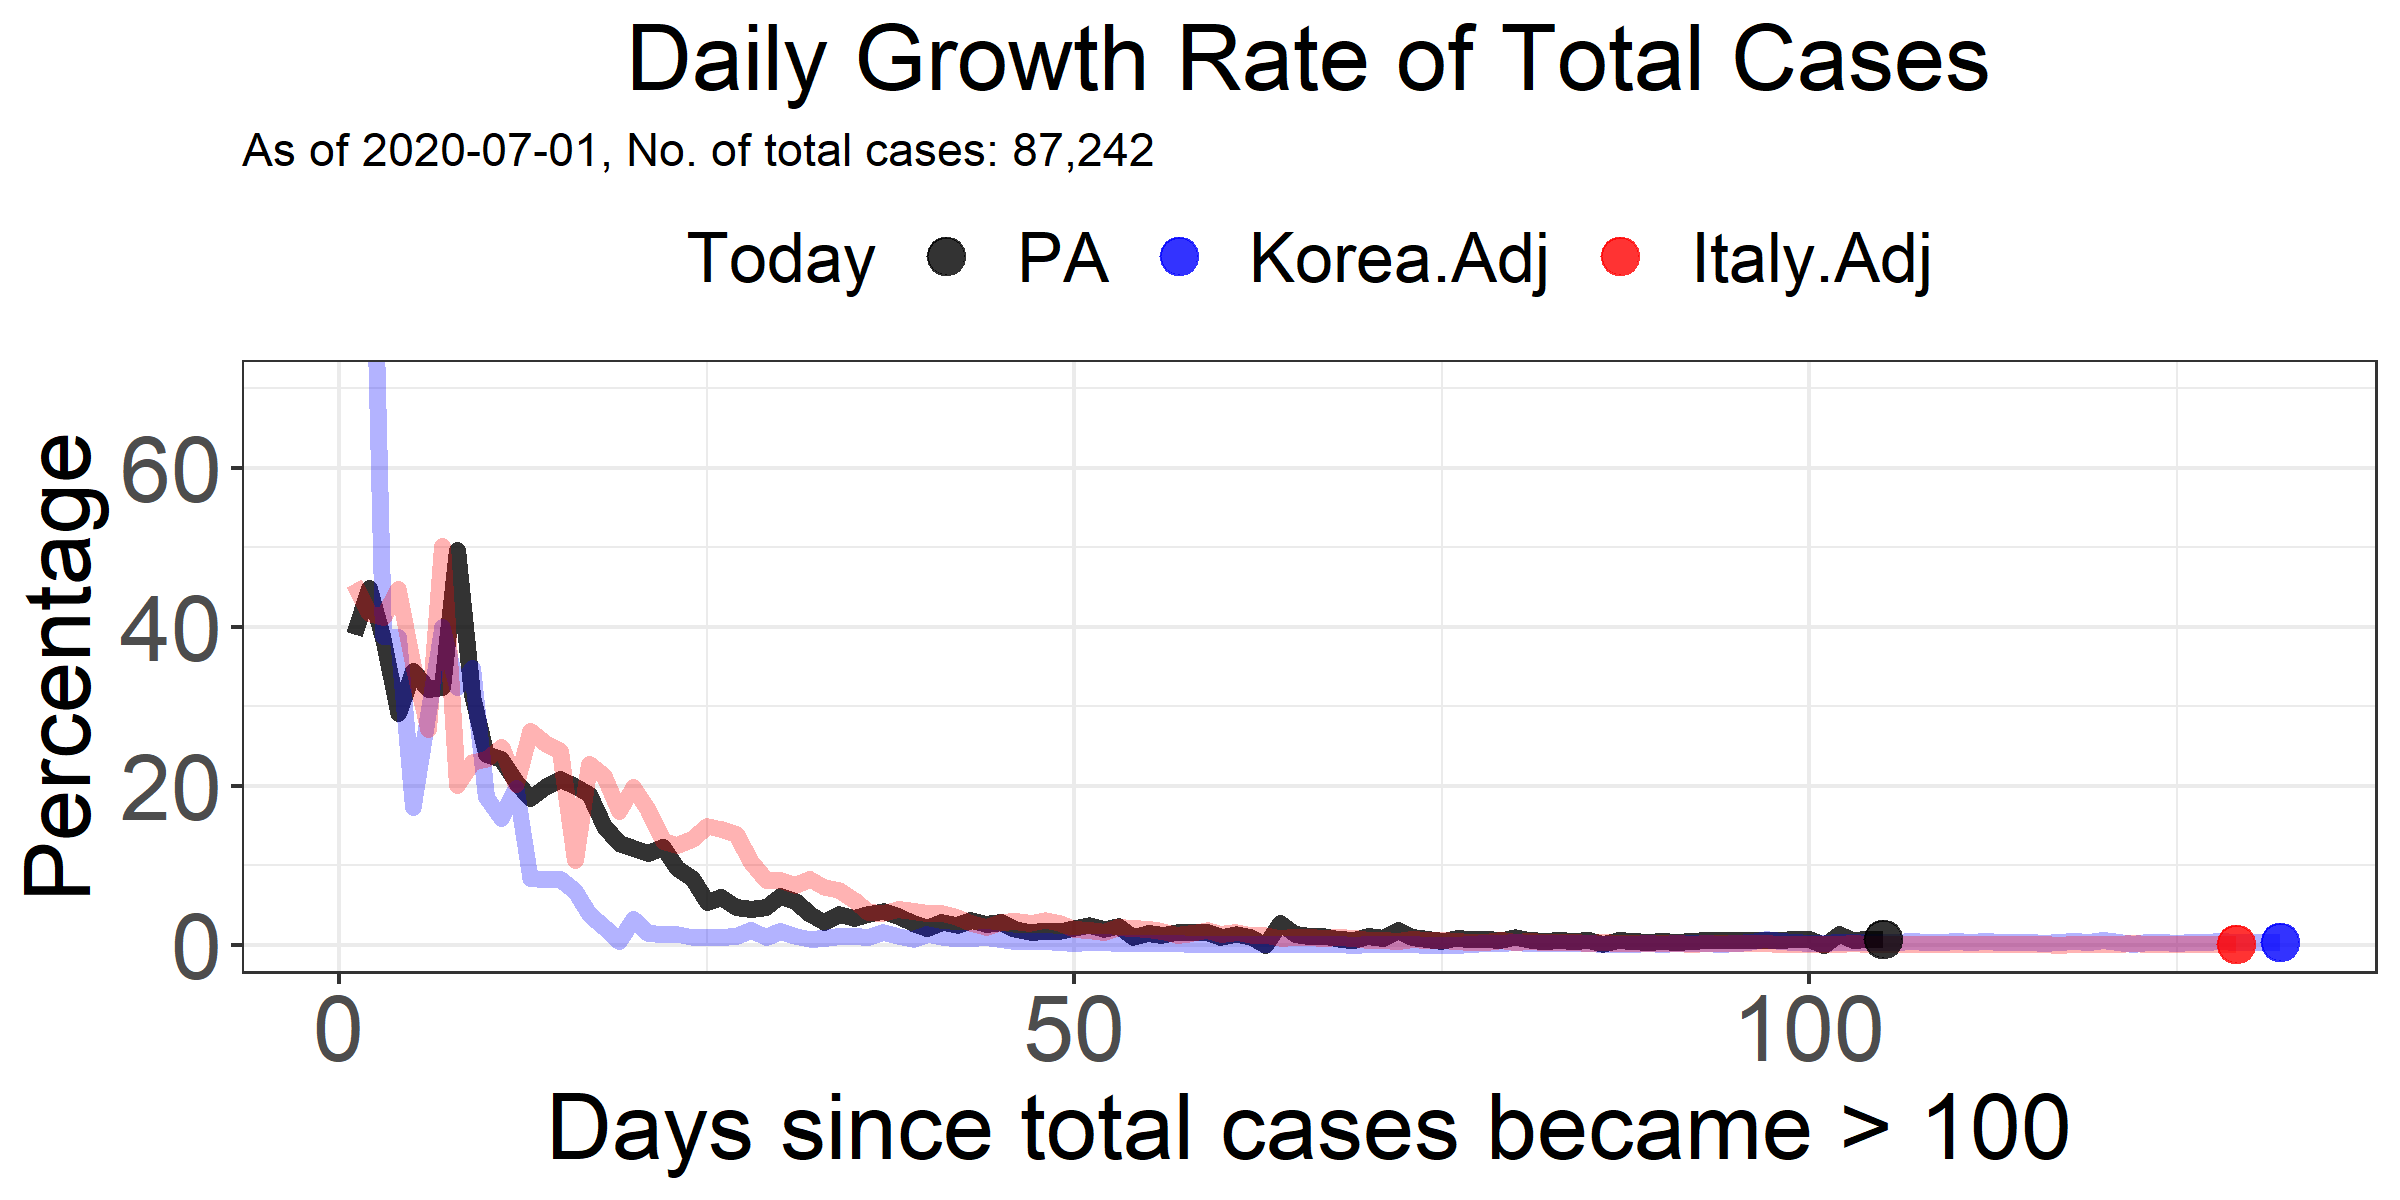 Daily Growth Rate of Total Cases
As of 2020-07-01, No. of total cases: 87,242
Today PA Korea.Adj Italy.Adj
Percentage
60
40
20
0
0 50 100
Days since total cases became > 100